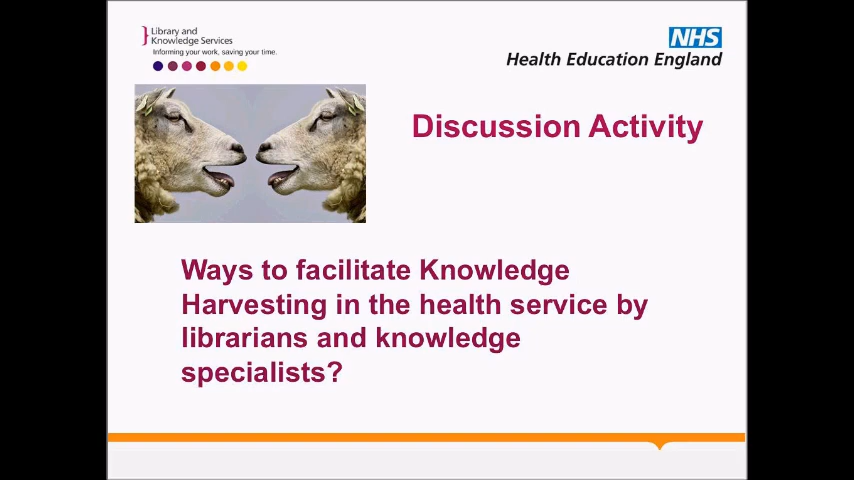 Library and
Knowledge Services
Informing your work, saving your time.
NHS
Health Education England
Discussion Activity
Ways to facilitate Knowledge
Harvesting in the health service by
librarians and knowledge
specialists?